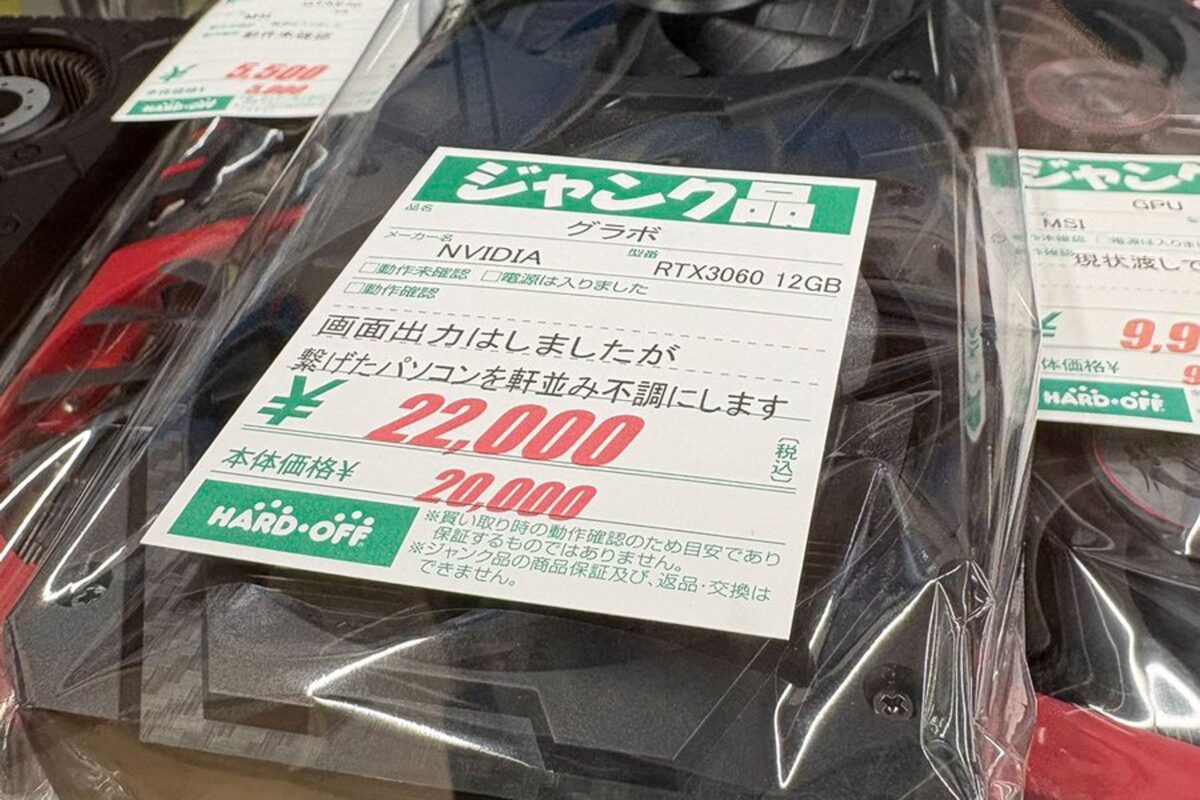 5,500
5,000
HARD・OFF
ジャンク品
品名 グラボ
メーカー名 NVIDIA 型番 RTX3060 12GB
□動作未確認 □電源は入りました
□動作確認
画面出力はしましたが
繋げたパソコンを軒並み不調にします
¥ 22,000 (税込)
本体価格¥ 20,000
HARD・OFF
※買い取り時の動作確認のため目安であり
保証するものではありません。
※ジャンク品の商品保証及び、返品・交換は
できません。
ジャンク
GPU
MSI
現状渡して
¥ 9,9
体価格¥ 9
HARD・OFF